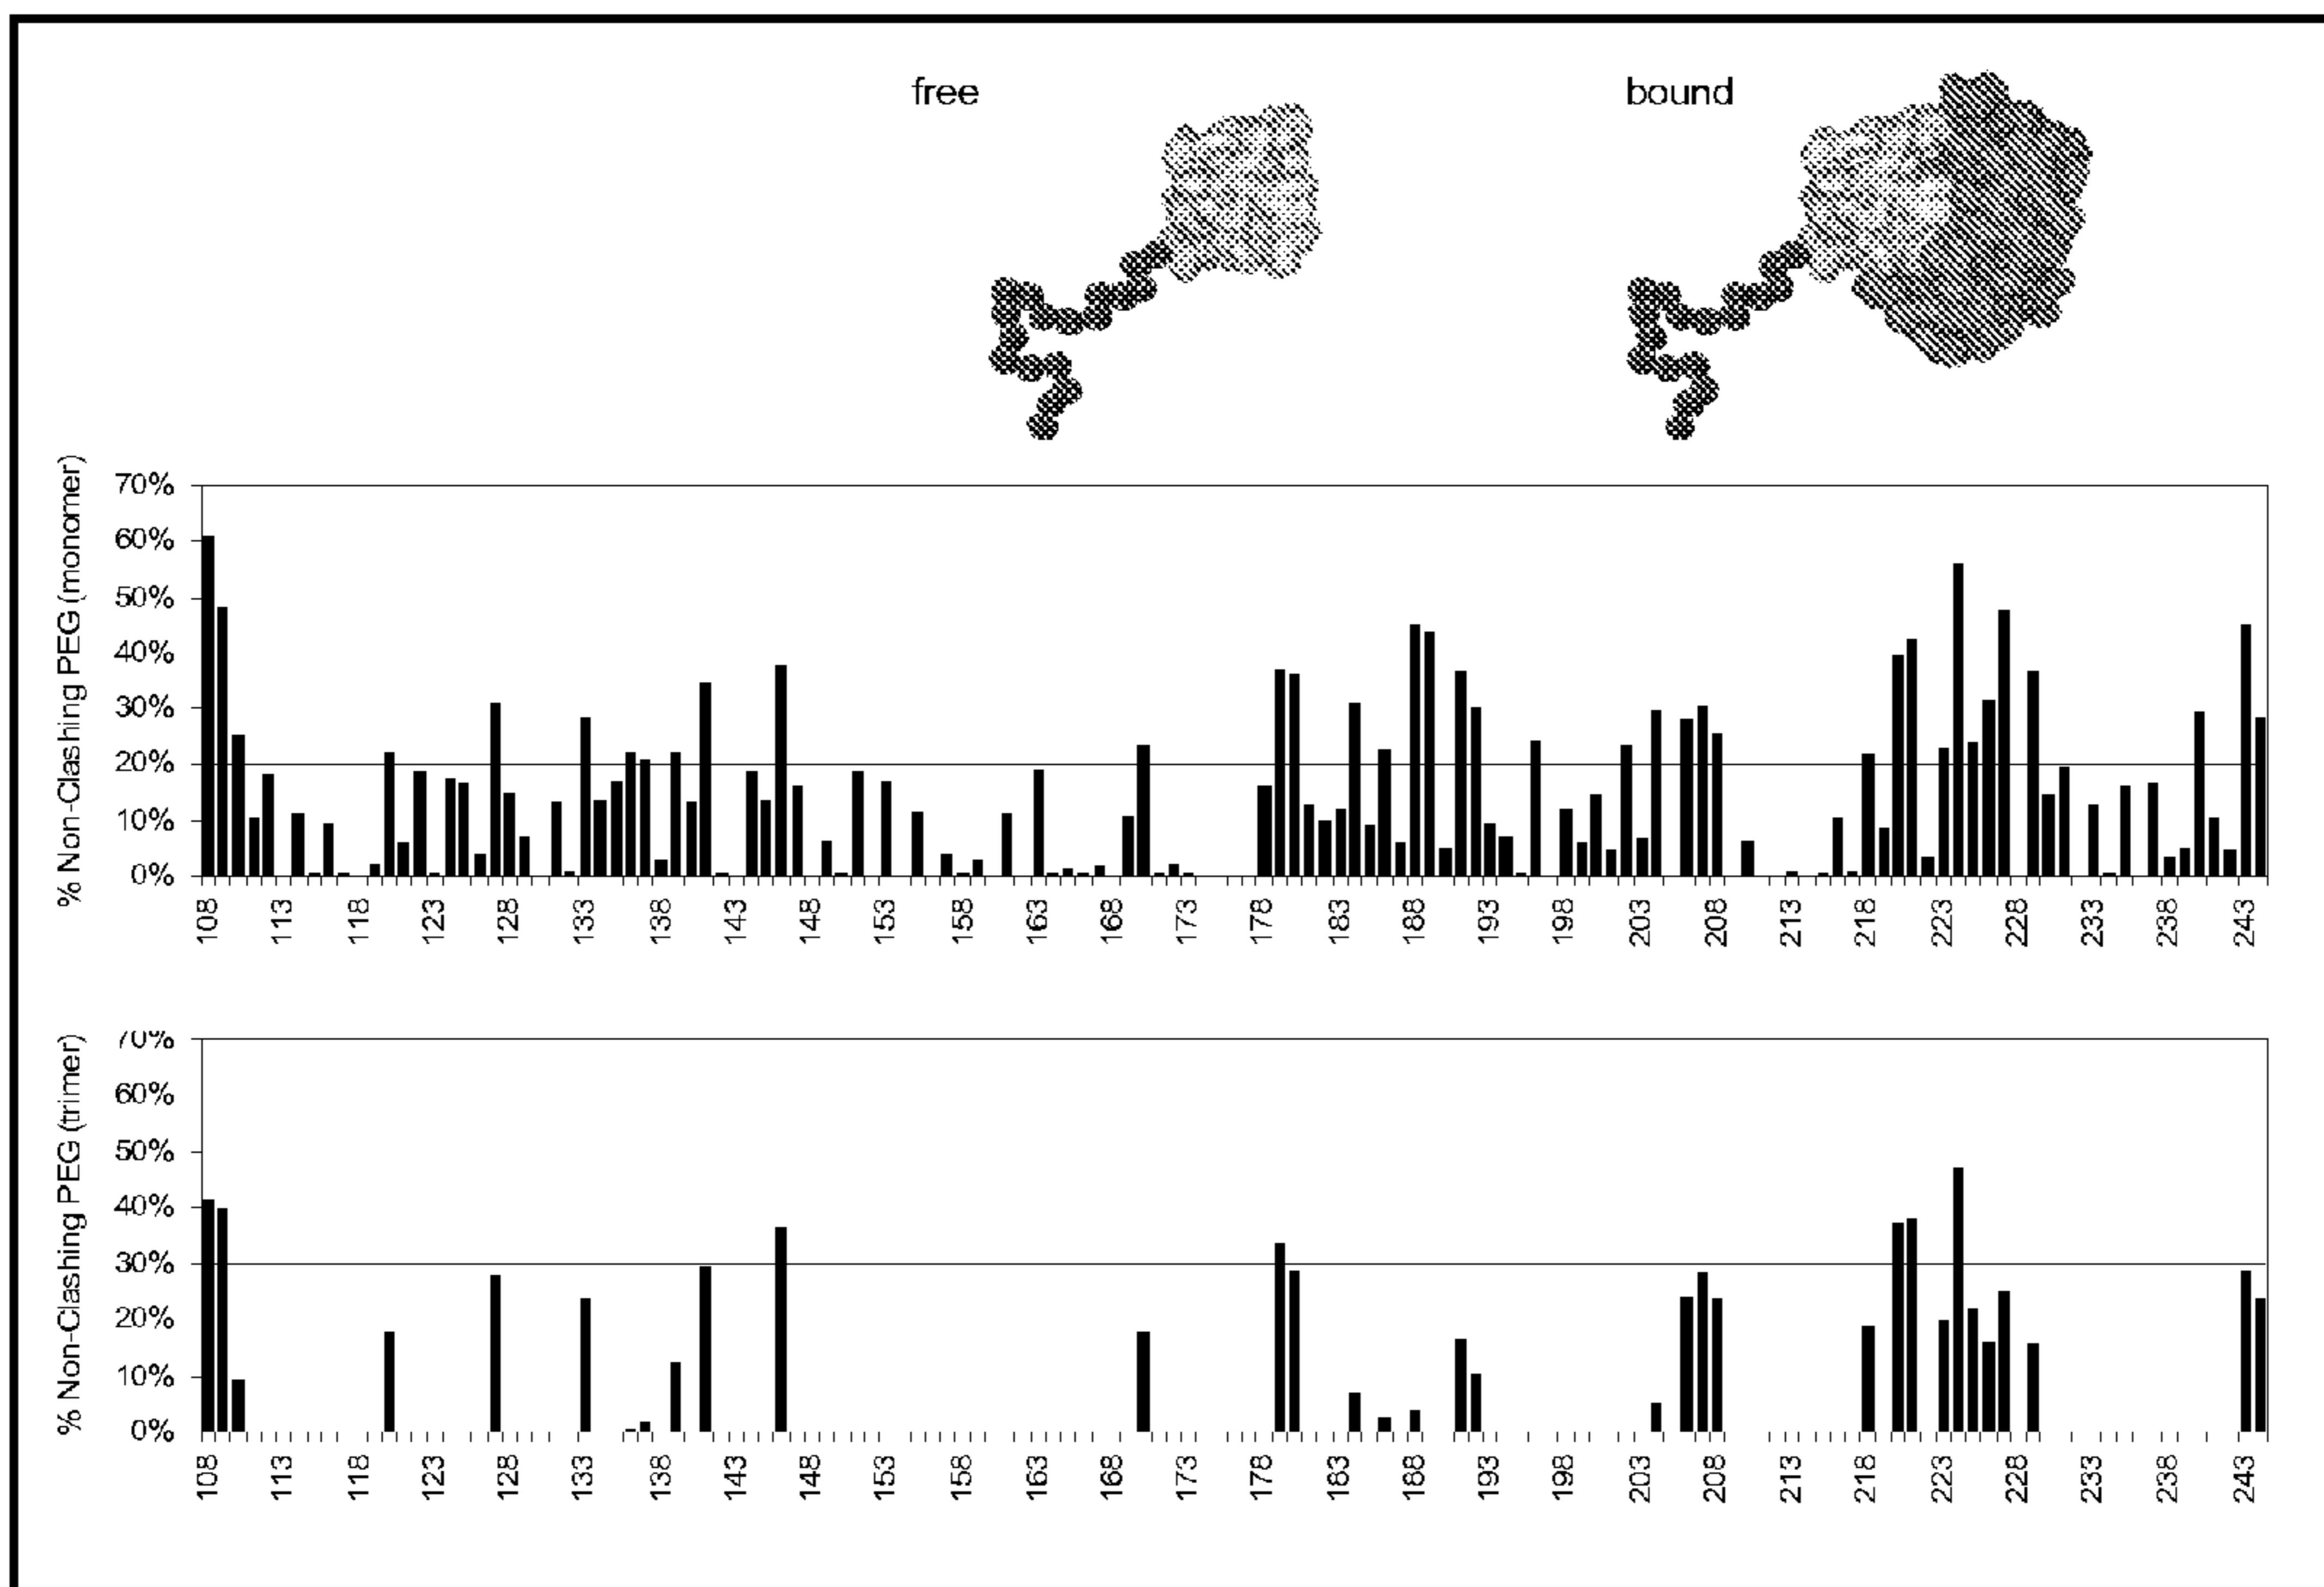 free
bound
% Non-Clashing PEG (monomer)
70%
60%
50%
40%
30%
20%
10%
0%
108 113 118 123 128 133 138 143 148 153 158 163 168 173 178 183 188 193 198 203 208 213 218 223 228 233 238 243
% Non-Clashing PEG (trimer)
70%
60%
50%
40%
30%
20%
10%
0%
108 113 118 123 128 133 138 143 148 153 158 163 168 173 178 183 188 193 198 203 208 213 218 223 228 233 238 243